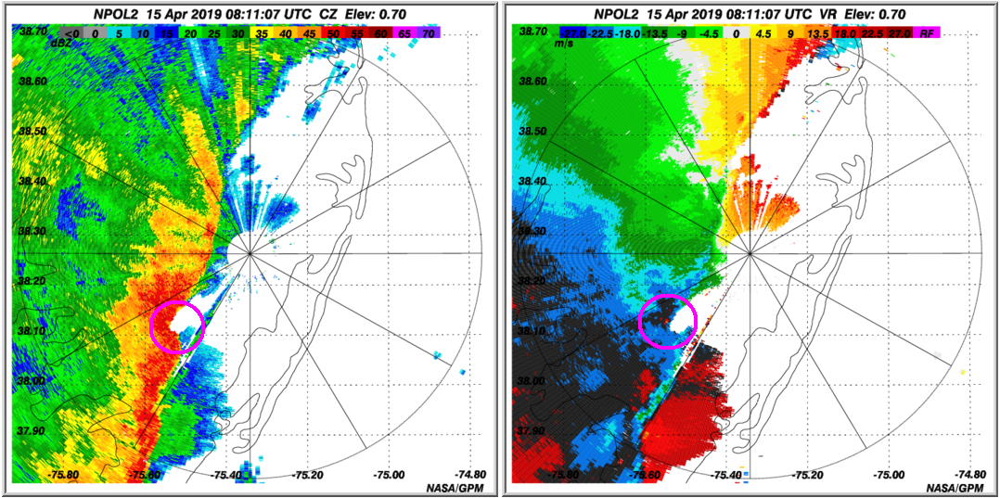 NPOL2 15 Apr 2019 08:11:07 UTC CZ Elev: 0.70
<0 0 5 10 15 20 25 30 35 40 45 50 55 60 65 70
dBZ
38.70
38.60
38.50
38.40
38.30
38.20
38.10
38.00
37.90
-75.80 -75.60 -75.40 -75.20 -75.00 -74.80
NASA/GPM
NPOL2 15 Apr 2019 08:11:07 UTC VR Elev: 0.70
-27.0 -22.5 -18.0 -13.5 -9 -4.5 0 4.5 9 13.5 18.0 22.5 27.0 RF
m/s
38.70
38.60
38.50
38.40
38.30
38.20
38.10
38.00
37.90
-75.80 -75.60 -75.40 -75.20 -75.00 -74.80
NASA/GPM